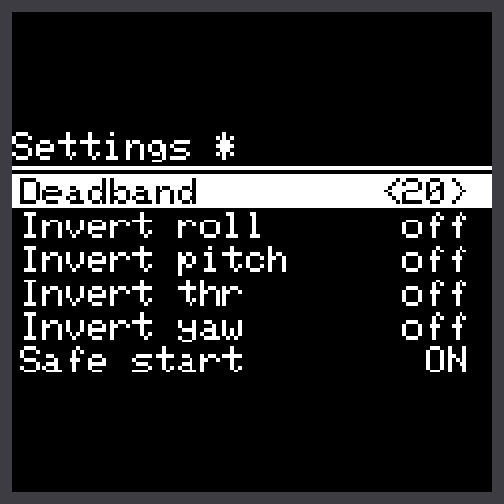 Settings *
Deadband <20>
Invert roll off
Invert pitch off
Invert thr off
Invert yaw off
Safe start ON